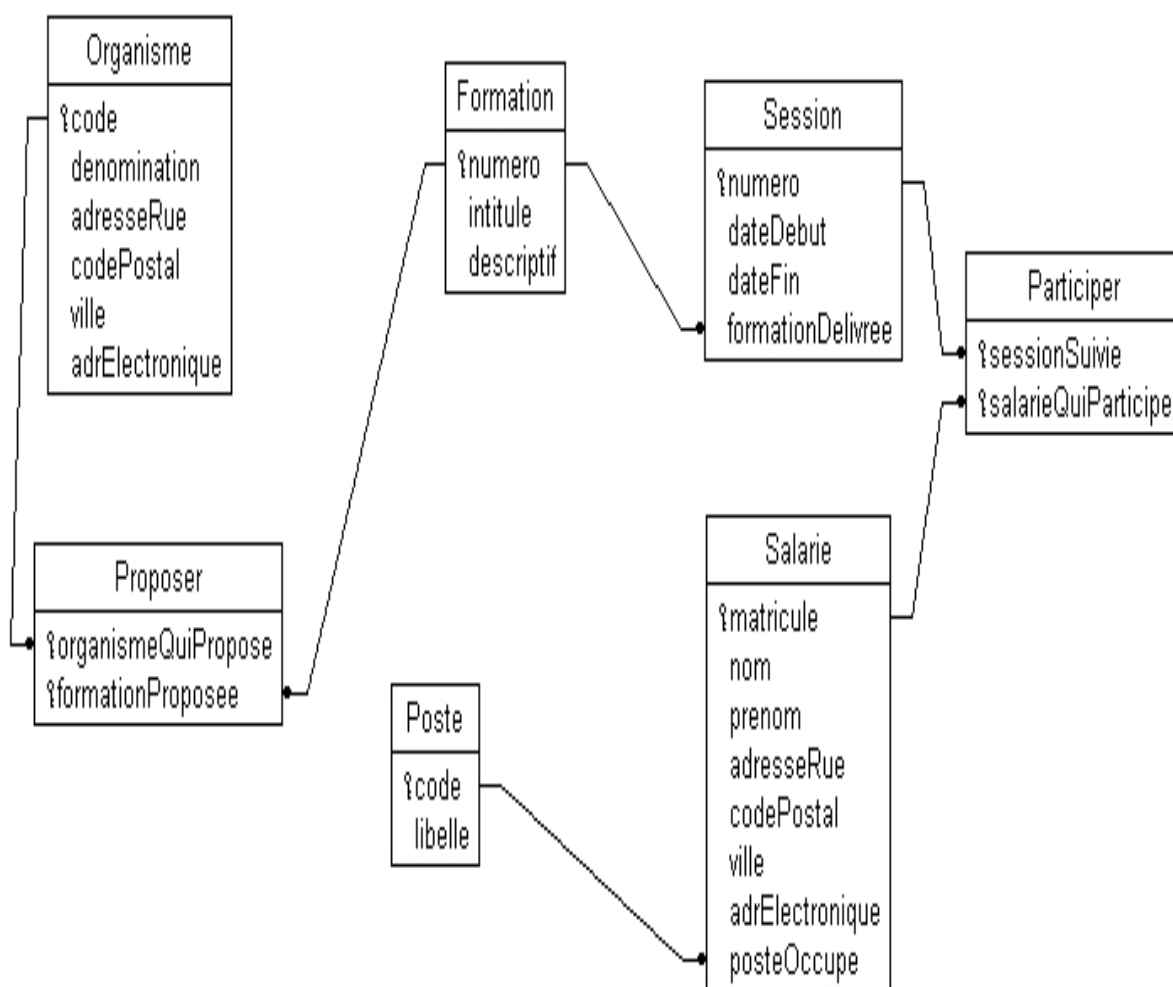 Organisme
code
denomination
adresseRue
codePostal
ville
adrElectronique
Formation
numero
intitule
descriptif
Session
numero
dateDebut
dateFin
formationDelivree
Participer
sessionSuivie
salarieQuiParticipe
Proposer
organismeQuiPropose
formationProposee
Poste
code
libelle
Salarie
matricule
nom
prenom
adresseRue
codePostal
ville
adrElectronique
posteOccupe